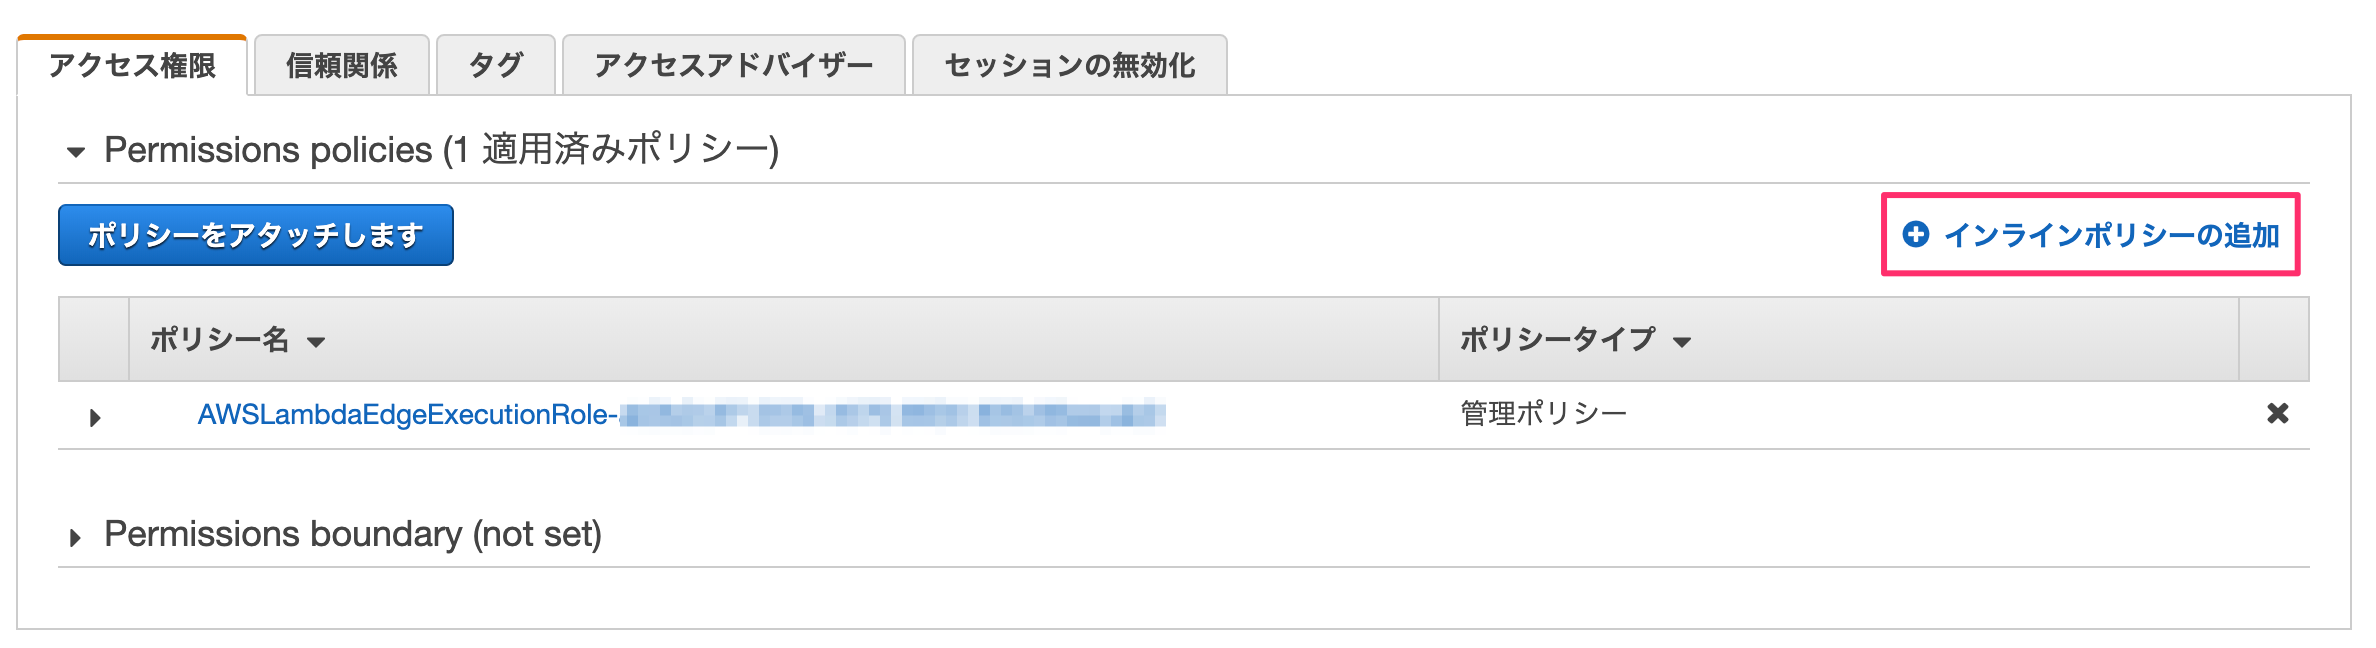 アクセス権限 信頼関係 タグ アクセスアドバイザー セッションの無効化
Permissions policies (1 適用済みポリシー)
ポリシーをアタッチします インラインポリシーの追加
ポリシー名 ポリシータイプ
AWSLambdaEdgeExecutionRole- 管理ポリシー
Permissions boundary (not set)